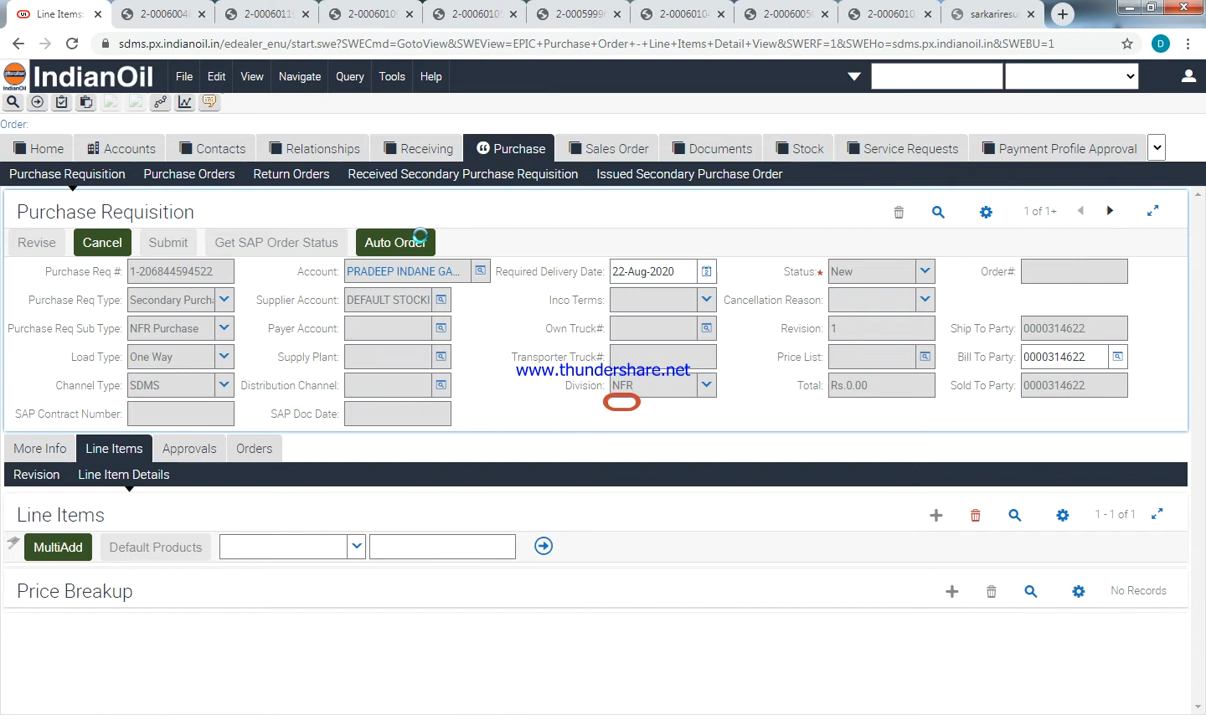 Line Items: 2-0006004 2-0006011 2-0006010 2-0006010 2-0005999 2-0006010 2-0006005 2-0006010 sarkariresu
sdms.px.indianoil.in/edealer_enu/start.swe?SWECmd=GotoView&SWEView=EPIC+Purchase+Order+-+Line+Items+Detail+View&SWERF=1&SWEHo=sdms.px.indianoil.in&SWEBU=1 D
IndianOil File Edit View Navigate Query Tools Help
Order:
Home Accounts Contacts Relationships Receiving Purchase Sales Order Documents Stock Service Requests Payment Profile Approval
Purchase Requisition Purchase Orders Return Orders Received Secondary Purchase Requisition Issued Secondary Purchase Order
Purchase Requisition 1 of 1+
Revise Cancel Submit Get SAP Order Status Auto Order
Purchase Req #: 1-206844594522 Account: PRADEEP INDANE GA... Required Delivery Date: 22-Aug-2020 Status:* New Order#:
Purchase Req Type: Secondary Purch Supplier Account: DEFAULT STOCKI Inco Terms: Cancellation Reason:
Purchase Req Sub Type: NFR Purchase Payer Account: Own Truck#: Revision: 1 Ship To Party: 0000314622
Load Type: One Way Supply Plant: Transporter Truck#: Price List: Bill To Party: 0000314622
www.thundershare.net
Channel Type: SDMS Distribution Channel: Division: NFR Total: Rs.0.00 Sold To Party: 0000314622
SAP Contract Number: SAP Doc Date:
More Info Line Items Approvals Orders
Revision Line Item Details
Line Items 1 - 1 of 1
MultiAdd Default Products
Price Breakup No Records